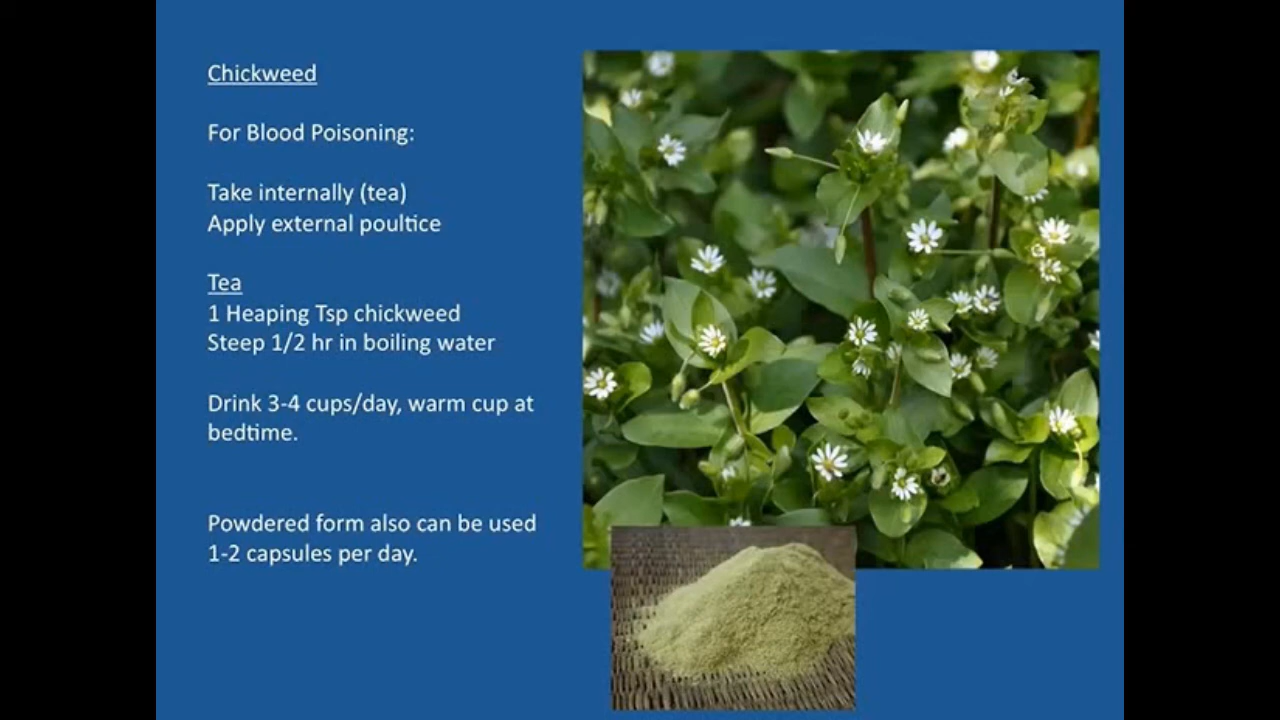 Chickweed
For Blood Poisoning:
Take internally (tea)
Apply external poultice
Tea
1 Heaping Tsp chickweed
Steep 1/2 hr in boiling water
Drink 3-4 cups/day, warm cup at
bedtime.
Powdered form also can be used
1-2 capsules per day.